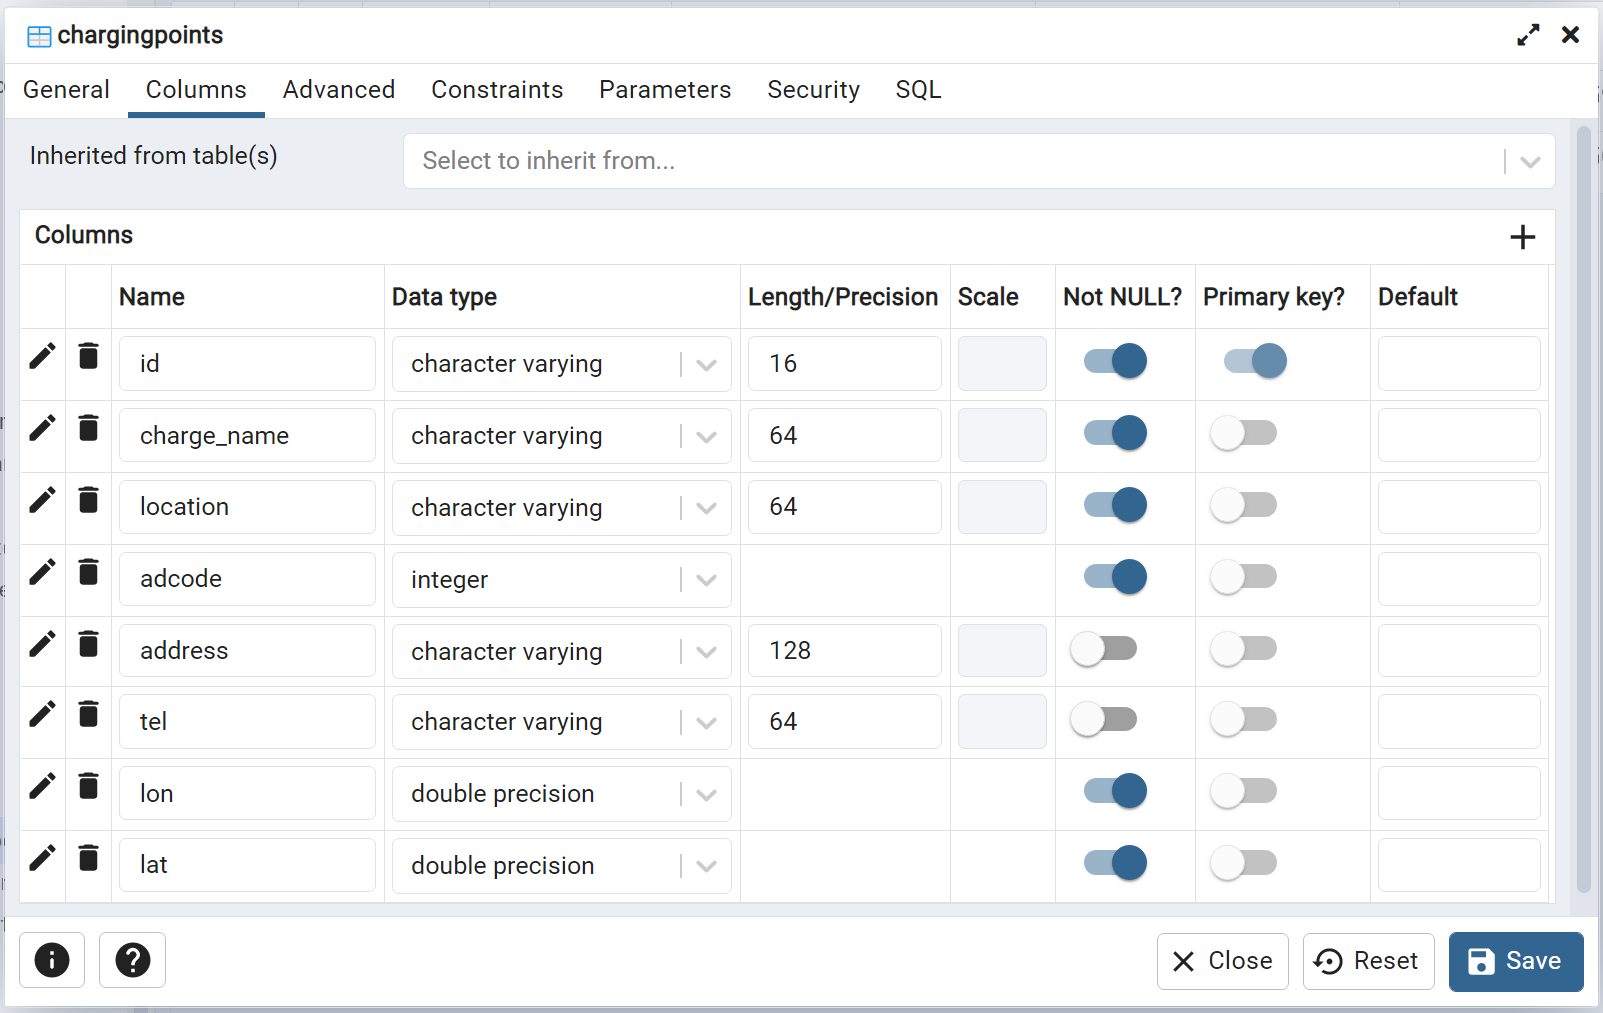 chargingpoints
General Columns Advanced Constraints Parameters Security SQL
Inherited from table(s) Select to inherit from...
Columns
Name Data type Length/Precision Scale Not NULL? Primary key? Default
id character varying 16
charge_name character varying 64
location character varying 64
adcode integer
address character varying 128
tel character varying 64
lon double precision
lat double precision
Close Reset Save